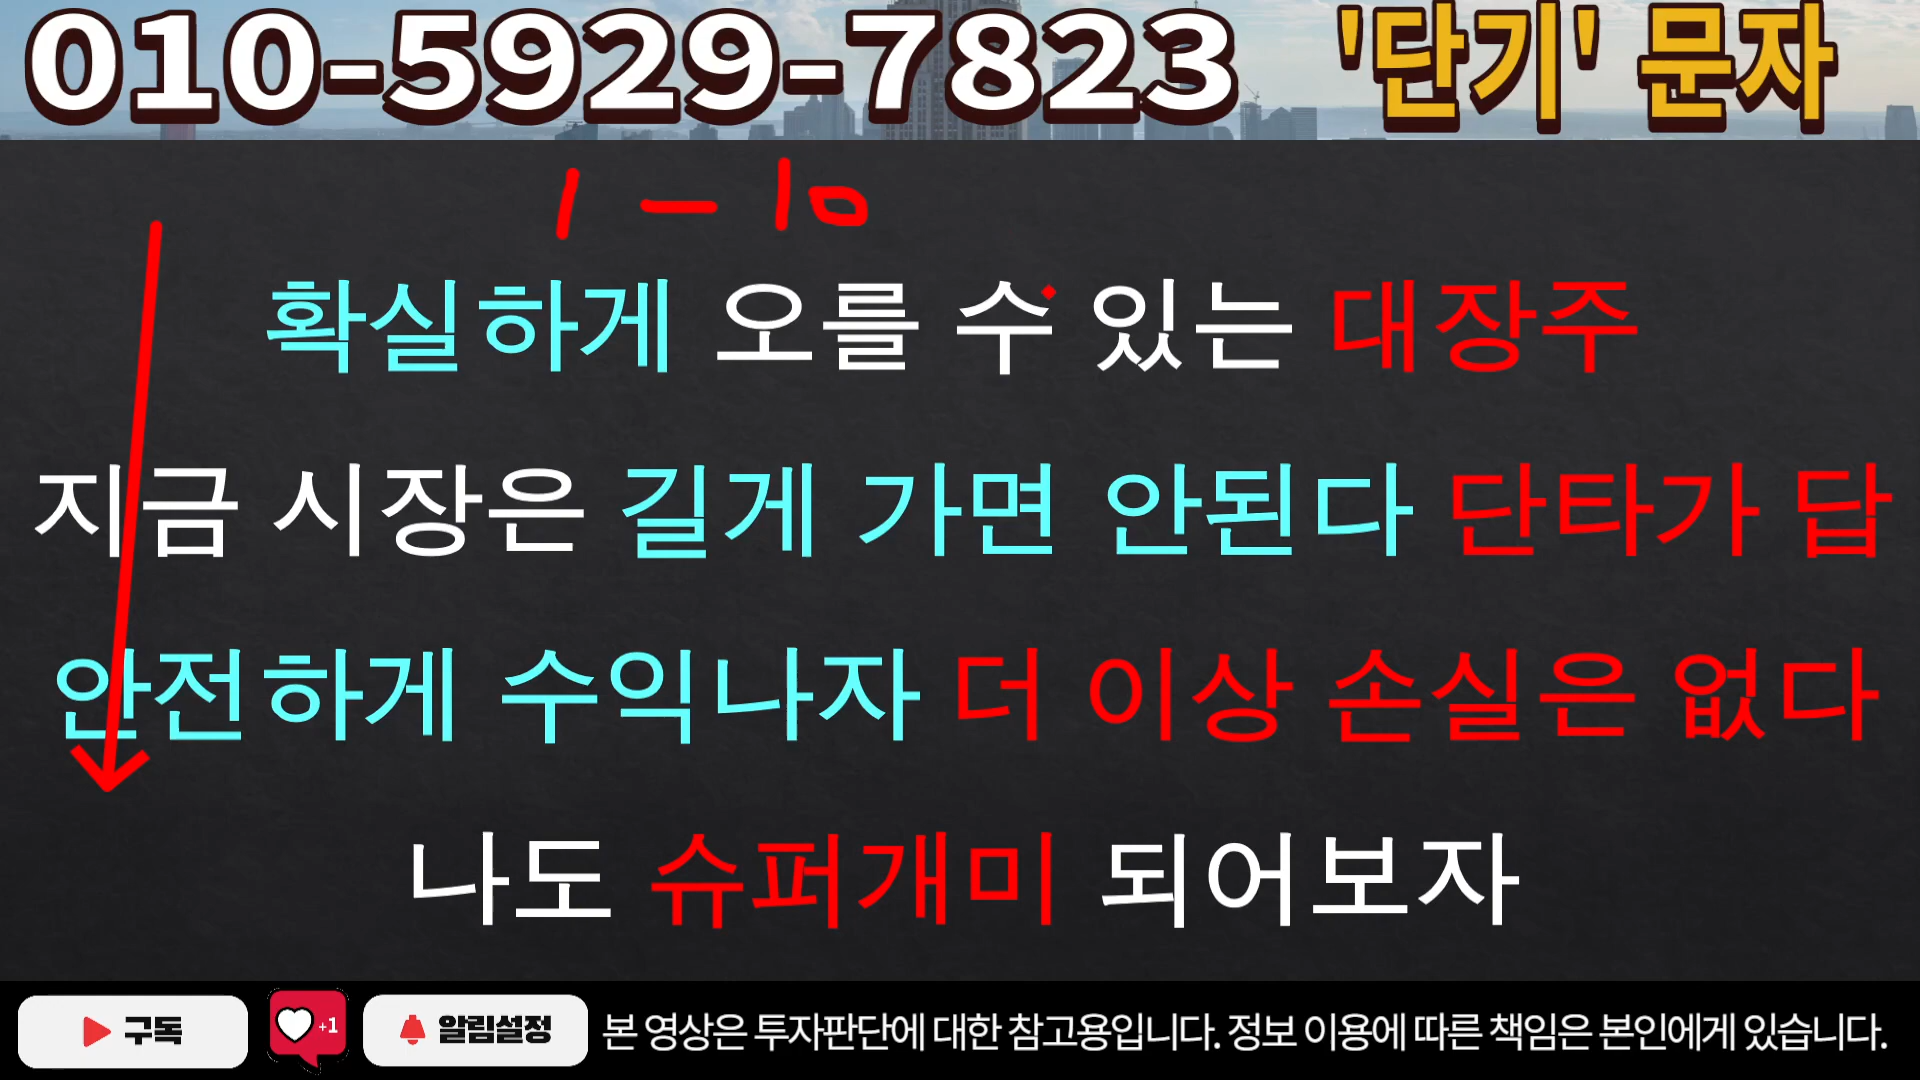 010-5929-7823 '단기' 문자
1 - 10
확실하게 오를 수 있는 대장주
지금 시장은 길게 가면 안된다 단타가 답
안전하게 수익나자 더 이상 손실은 없다
나도 슈퍼개미 되어보자
구독 +1 알림설정 본 영상은 투자판단에 대한 참고용입니다. 정보 이용에 따른 책임은 본인에게 있습니다.